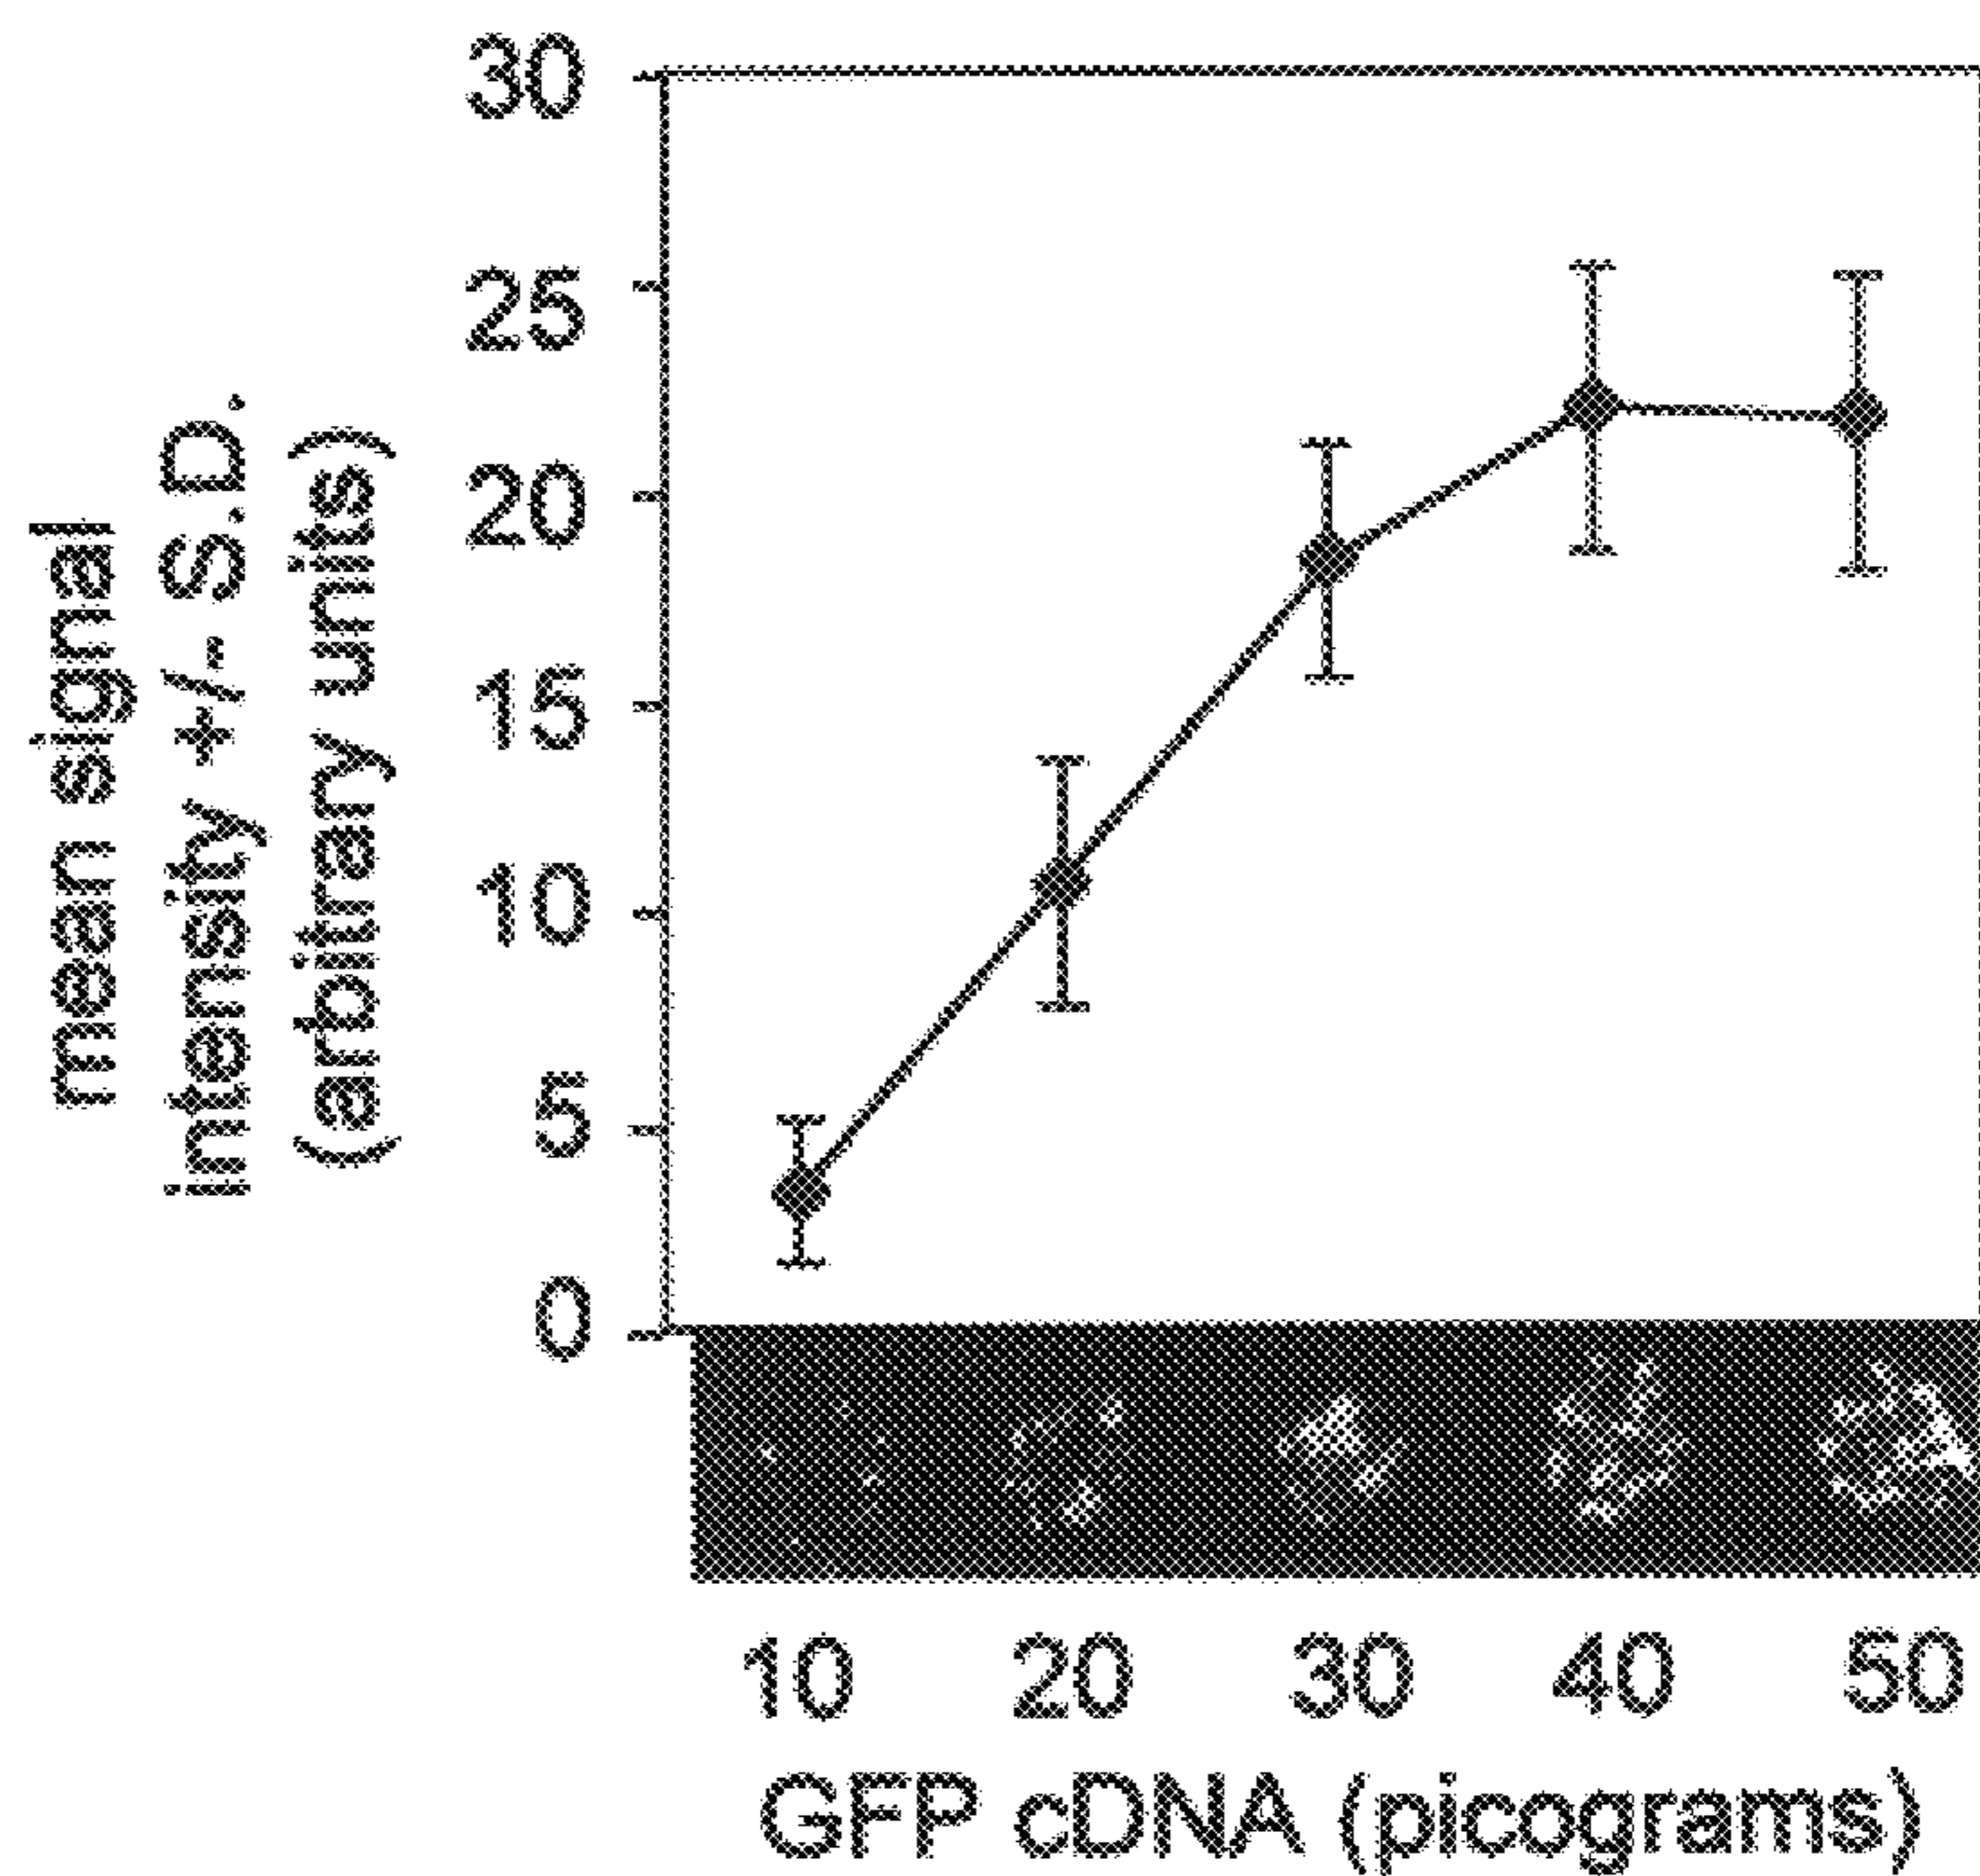 mean signal
intensity +/- S.D.
(arbitrary units)
30
25
20
15
10
5
0
10 20 30 40 50
GFP cDNA (picograms)